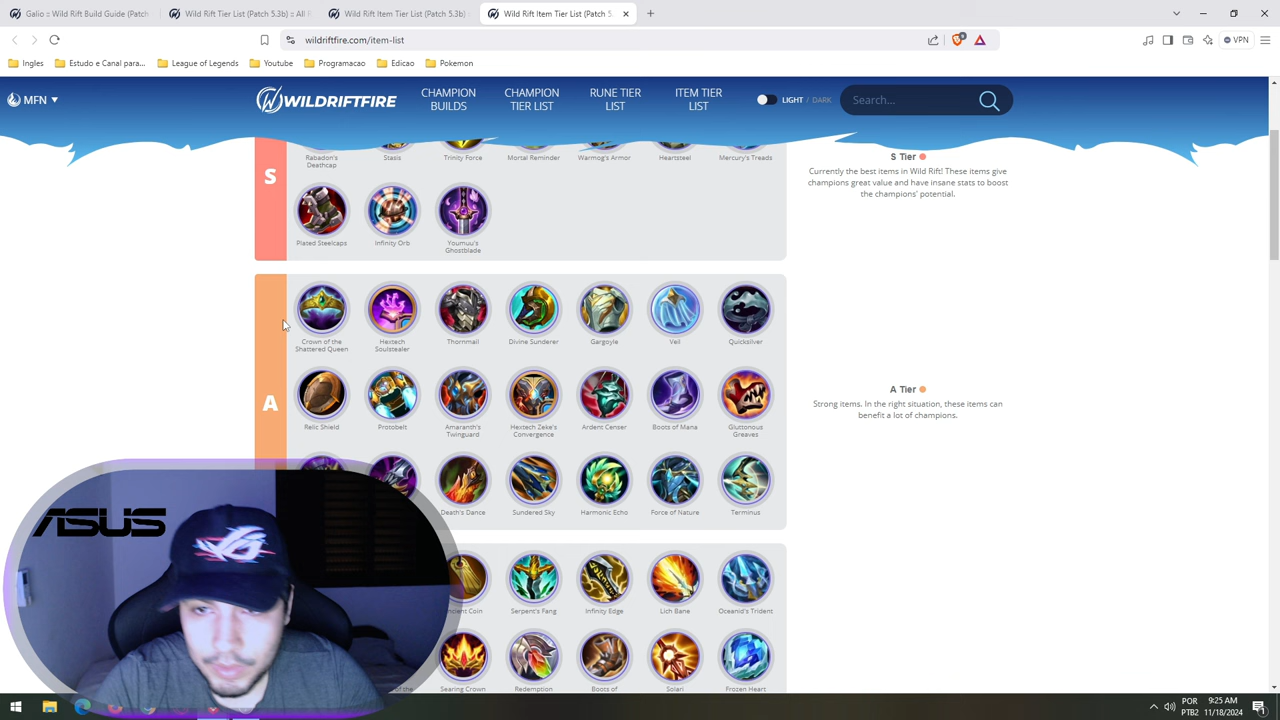 Galio = Wild Rift Build Guide (Patch
Wild Rift Tier List (Patch 5.3b) = All
Wild Rift Item Tier List (Patch 5.3b)
Wild Rift Item Tier List (Patch 5.
wildriftfire.com/item-list
VPN
Ingles
Estudo e Canal para...
League of Legends
Youtube
Programacao
Edicao
Pokemon
MFN
WILDRIFTFIRE
CHAMPION BUILDS
CHAMPION TIER LIST
RUNE TIER LIST
ITEM TIER LIST
LIGHT / DARK
Search...
S
Rabadon's Deathcap
Stasis
Trinity Force
Mortal Reminder
Warmog's Armor
Heartsteel
Mercury's Treads
Plated Steelcaps
Infinity Orb
Youmuu's Ghostblade
S Tier
Currently the best items in Wild Rift! These items give
champions great value and have insane stats to boost
the champions' potential.
A
Crown of the Shattered Queen
Hextech Soulstealer
Thornmail
Divine Sunderer
Gargoyle
Veil
Quicksilver
Relic Shield
Protobelt
Amaranth's Twinguard
Hextech Zeke's Convergence
Ardent Censer
Boots of Mana
Gluttonous Greaves
Death's Dance
Sundered Sky
Harmonic Echo
Force of Nature
Terminus
A Tier
Strong items. In the right situation, these items can
benefit a lot of champions.
Coin
Serpent's Fang
Infinity Edge
Lich Bane
Oceanid's Trident
Searing Crown
Redemption
Boots of
Solari
Frozen Heart
ASUS
POR
PTB2
9:25 AM
11/18/2024